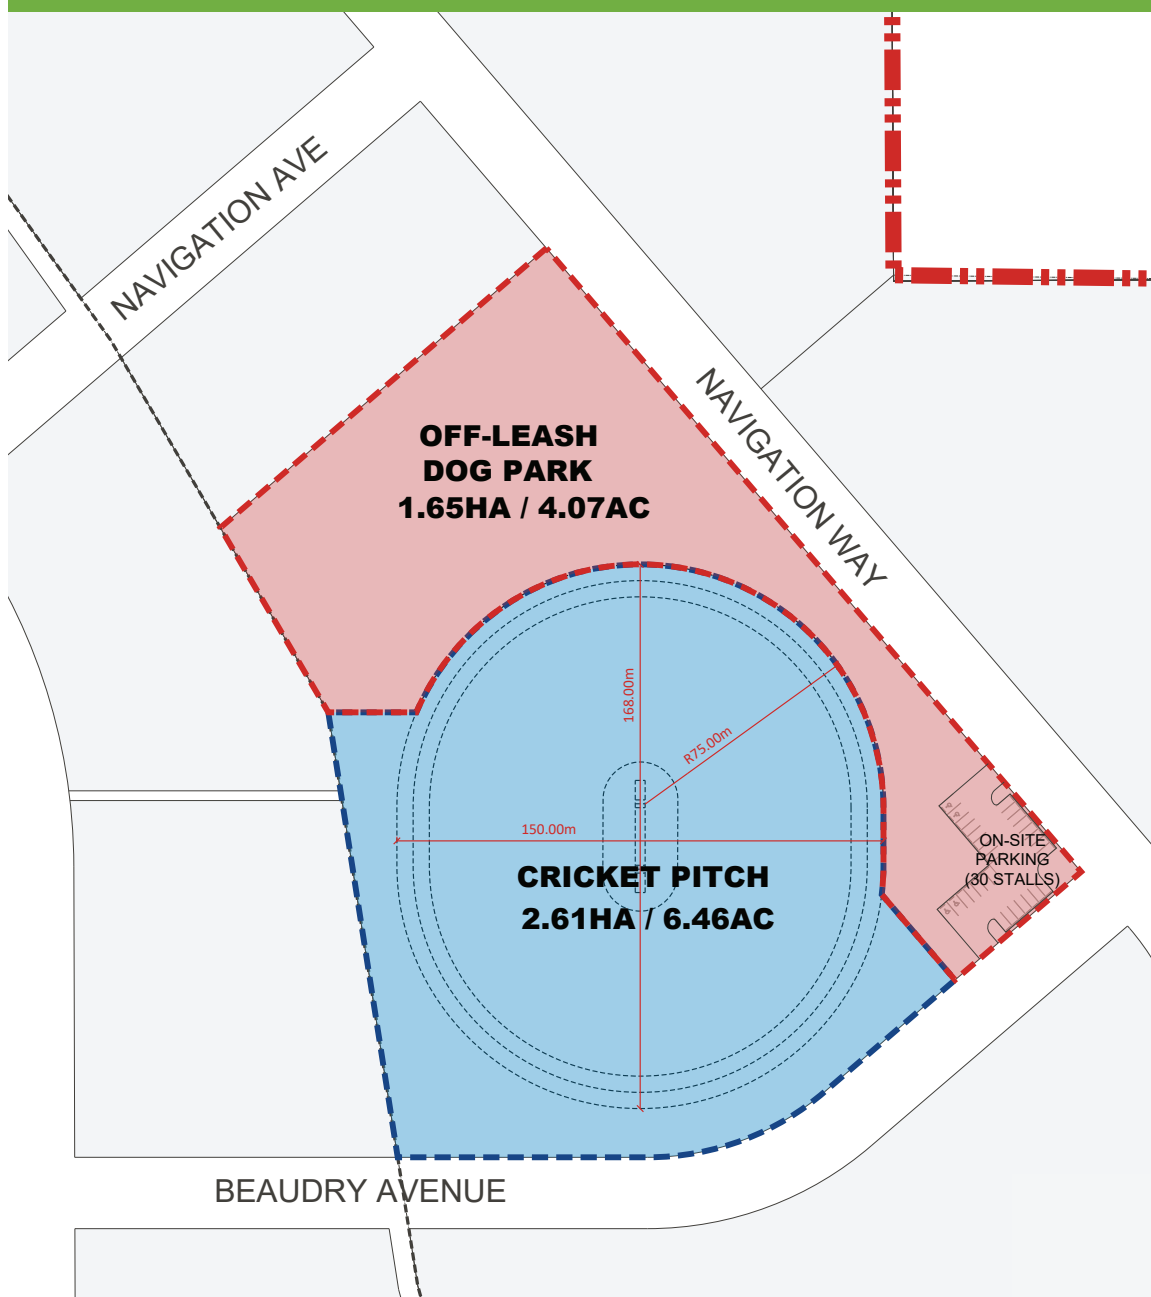 NAVIGATION AVE
NAVIGATION WAY
OFF-LEASH
DOG PARK
1.65HA / 4.07AC
168.00m
R75.00m
150.00m
CRICKET PITCH
2.61HA / 6.46AC
ON-SITE
PARKING
(30 STALLS)
BEAUDRY AVENUE